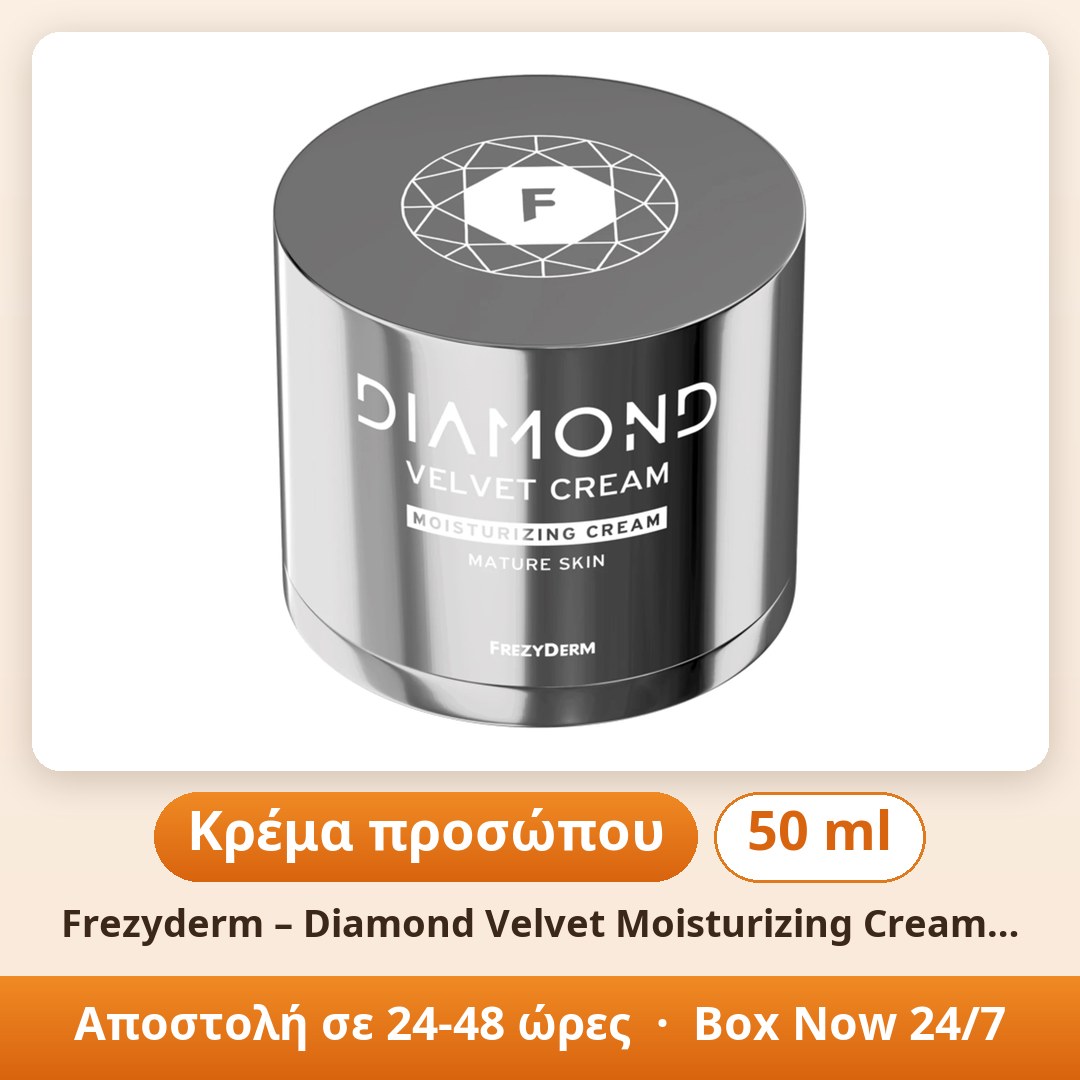 F
DIAMOND
VELVET CREAM
MOISTURIZING CREAM
MATURE SKIN
FREZYDERM
Κρέμα προσώπου
50 ml
Frezyderm – Diamond Velvet Moisturizing Cream...
Αποστολή σε 24-48 ώρες · Box Now 24/7